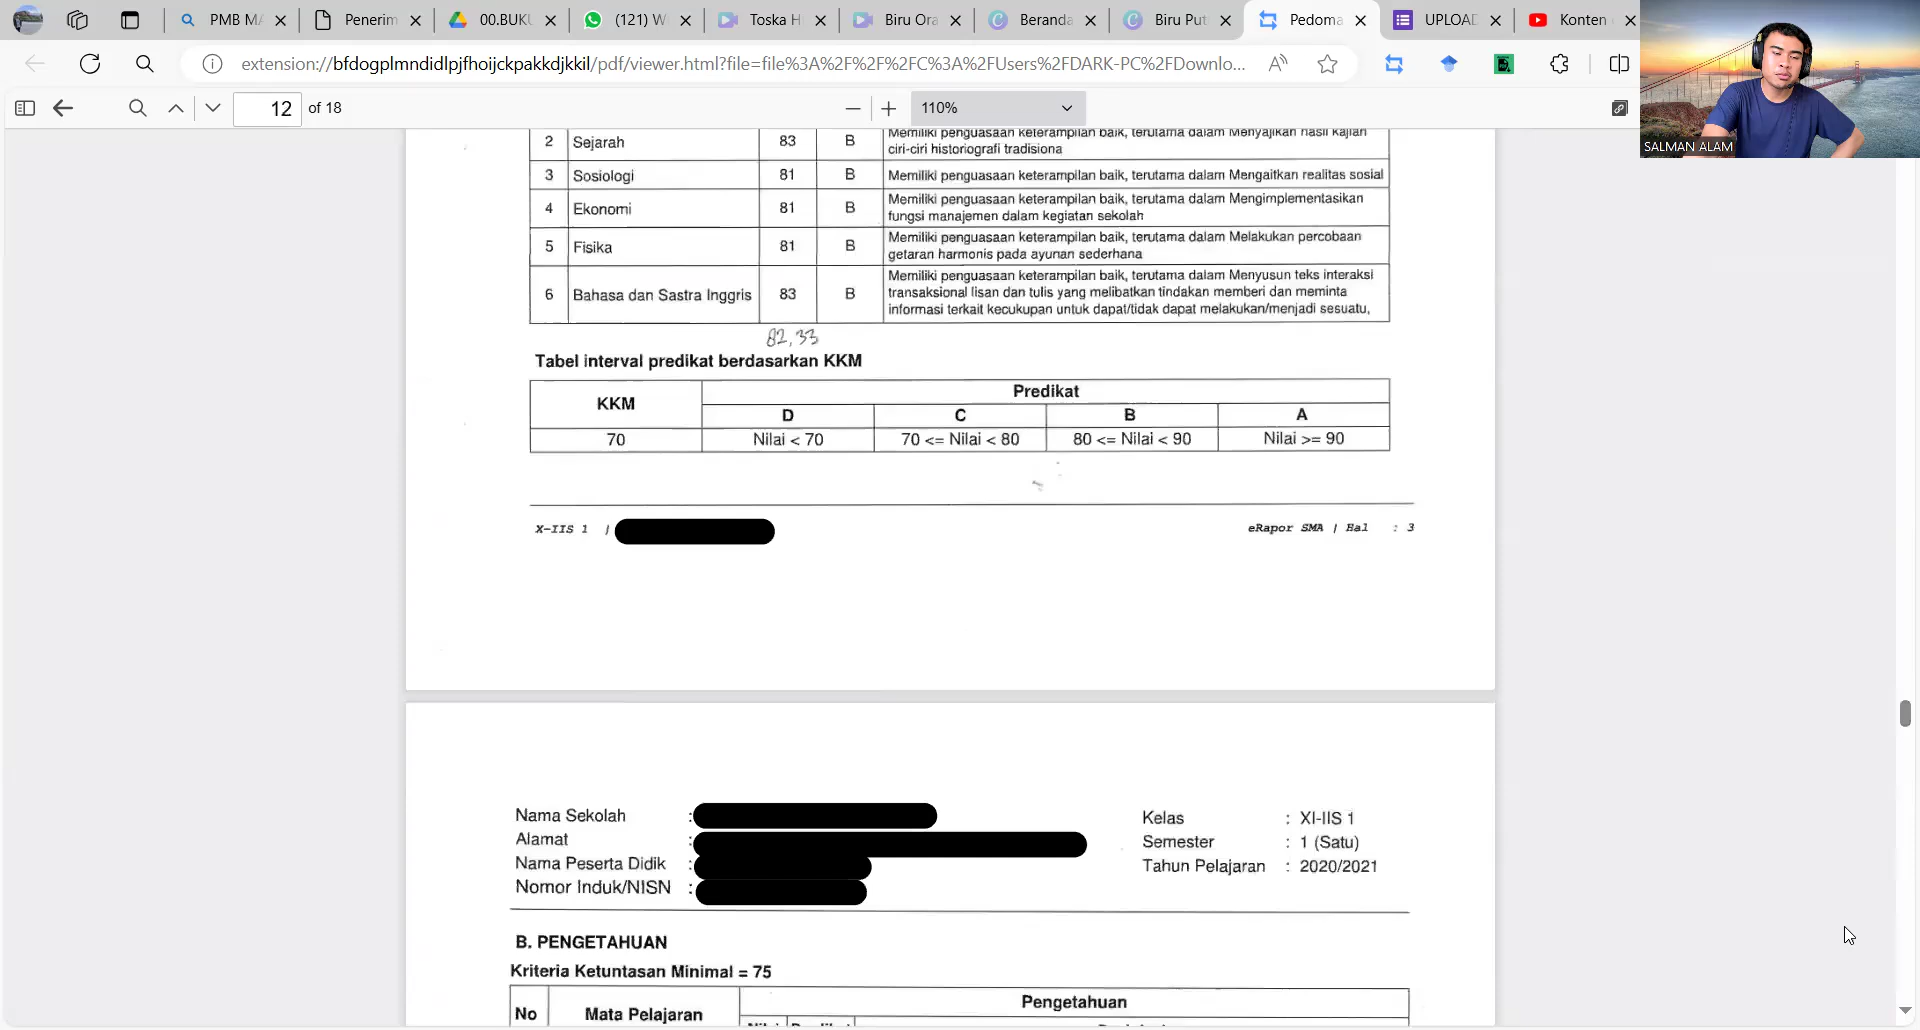 PMB MA
Penerim
00.BUKU
(121) W
Toska H
Biru Ora
Beranda
Biru Put
Pedoma
UPLOAD
Konten
extension://bfdogplmndidlpjfhoijckpakkdjkkil/pdf/viewer.html?file=file%3A%2F%2F%2FC%3A%2FUsers%2FDARK-PC%2FDownlo...
SALMAN ALAM
12 of 18
110%
2 Sejarah 83 B Memiliki penguasaan keterampilan baik, terutama dalam Menyajikan hasil kajian
ciri-ciri historiografi tradisiona
3 Sosiologi 81 B Memiliki penguasaan keterampilan baik, terutama dalam Mengaitkan realitas sosial
4 Ekonomi 81 B Memiliki penguasaan keterampilan baik, terutama dalam Mengimplementasikan
fungsi manajemen dalam kegiatan sekolah
5 Fisika 81 B Memiliki penguasaan keterampilan baik, terutama dalam Melakukan percobaan
getaran harmonis pada ayunan sederhana
6 Bahasa dan Sastra Inggris 83 B Memiliki penguasaan keterampilan baik, terutama dalam Menyusun teks interaksi
transaksional lisan dan tulis yang melibatkan tindakan memberi dan meminta
informasi terkait kecukupan untuk dapat/tidak dapat melakukan/menjadi sesuatu,
82,33
Tabel interval predikat berdasarkan KKM
KKM Predikat
D C B A
70 Nilai < 70 70 <= Nilai < 80 80 <= Nilai < 90 Nilai >= 90
X-IIS 1 |
eRapor SMA | Hal : 3
Nama Sekolah :
Alamat :
Nama Peserta Didik :
Nomor Induk/NISN :
Kelas : XI-IIS 1
Semester : 1 (Satu)
Tahun Pelajaran : 2020/2021
B. PENGETAHUAN
Kriteria Ketuntasan Minimal = 75
No Mata Pelajaran Pengetahuan